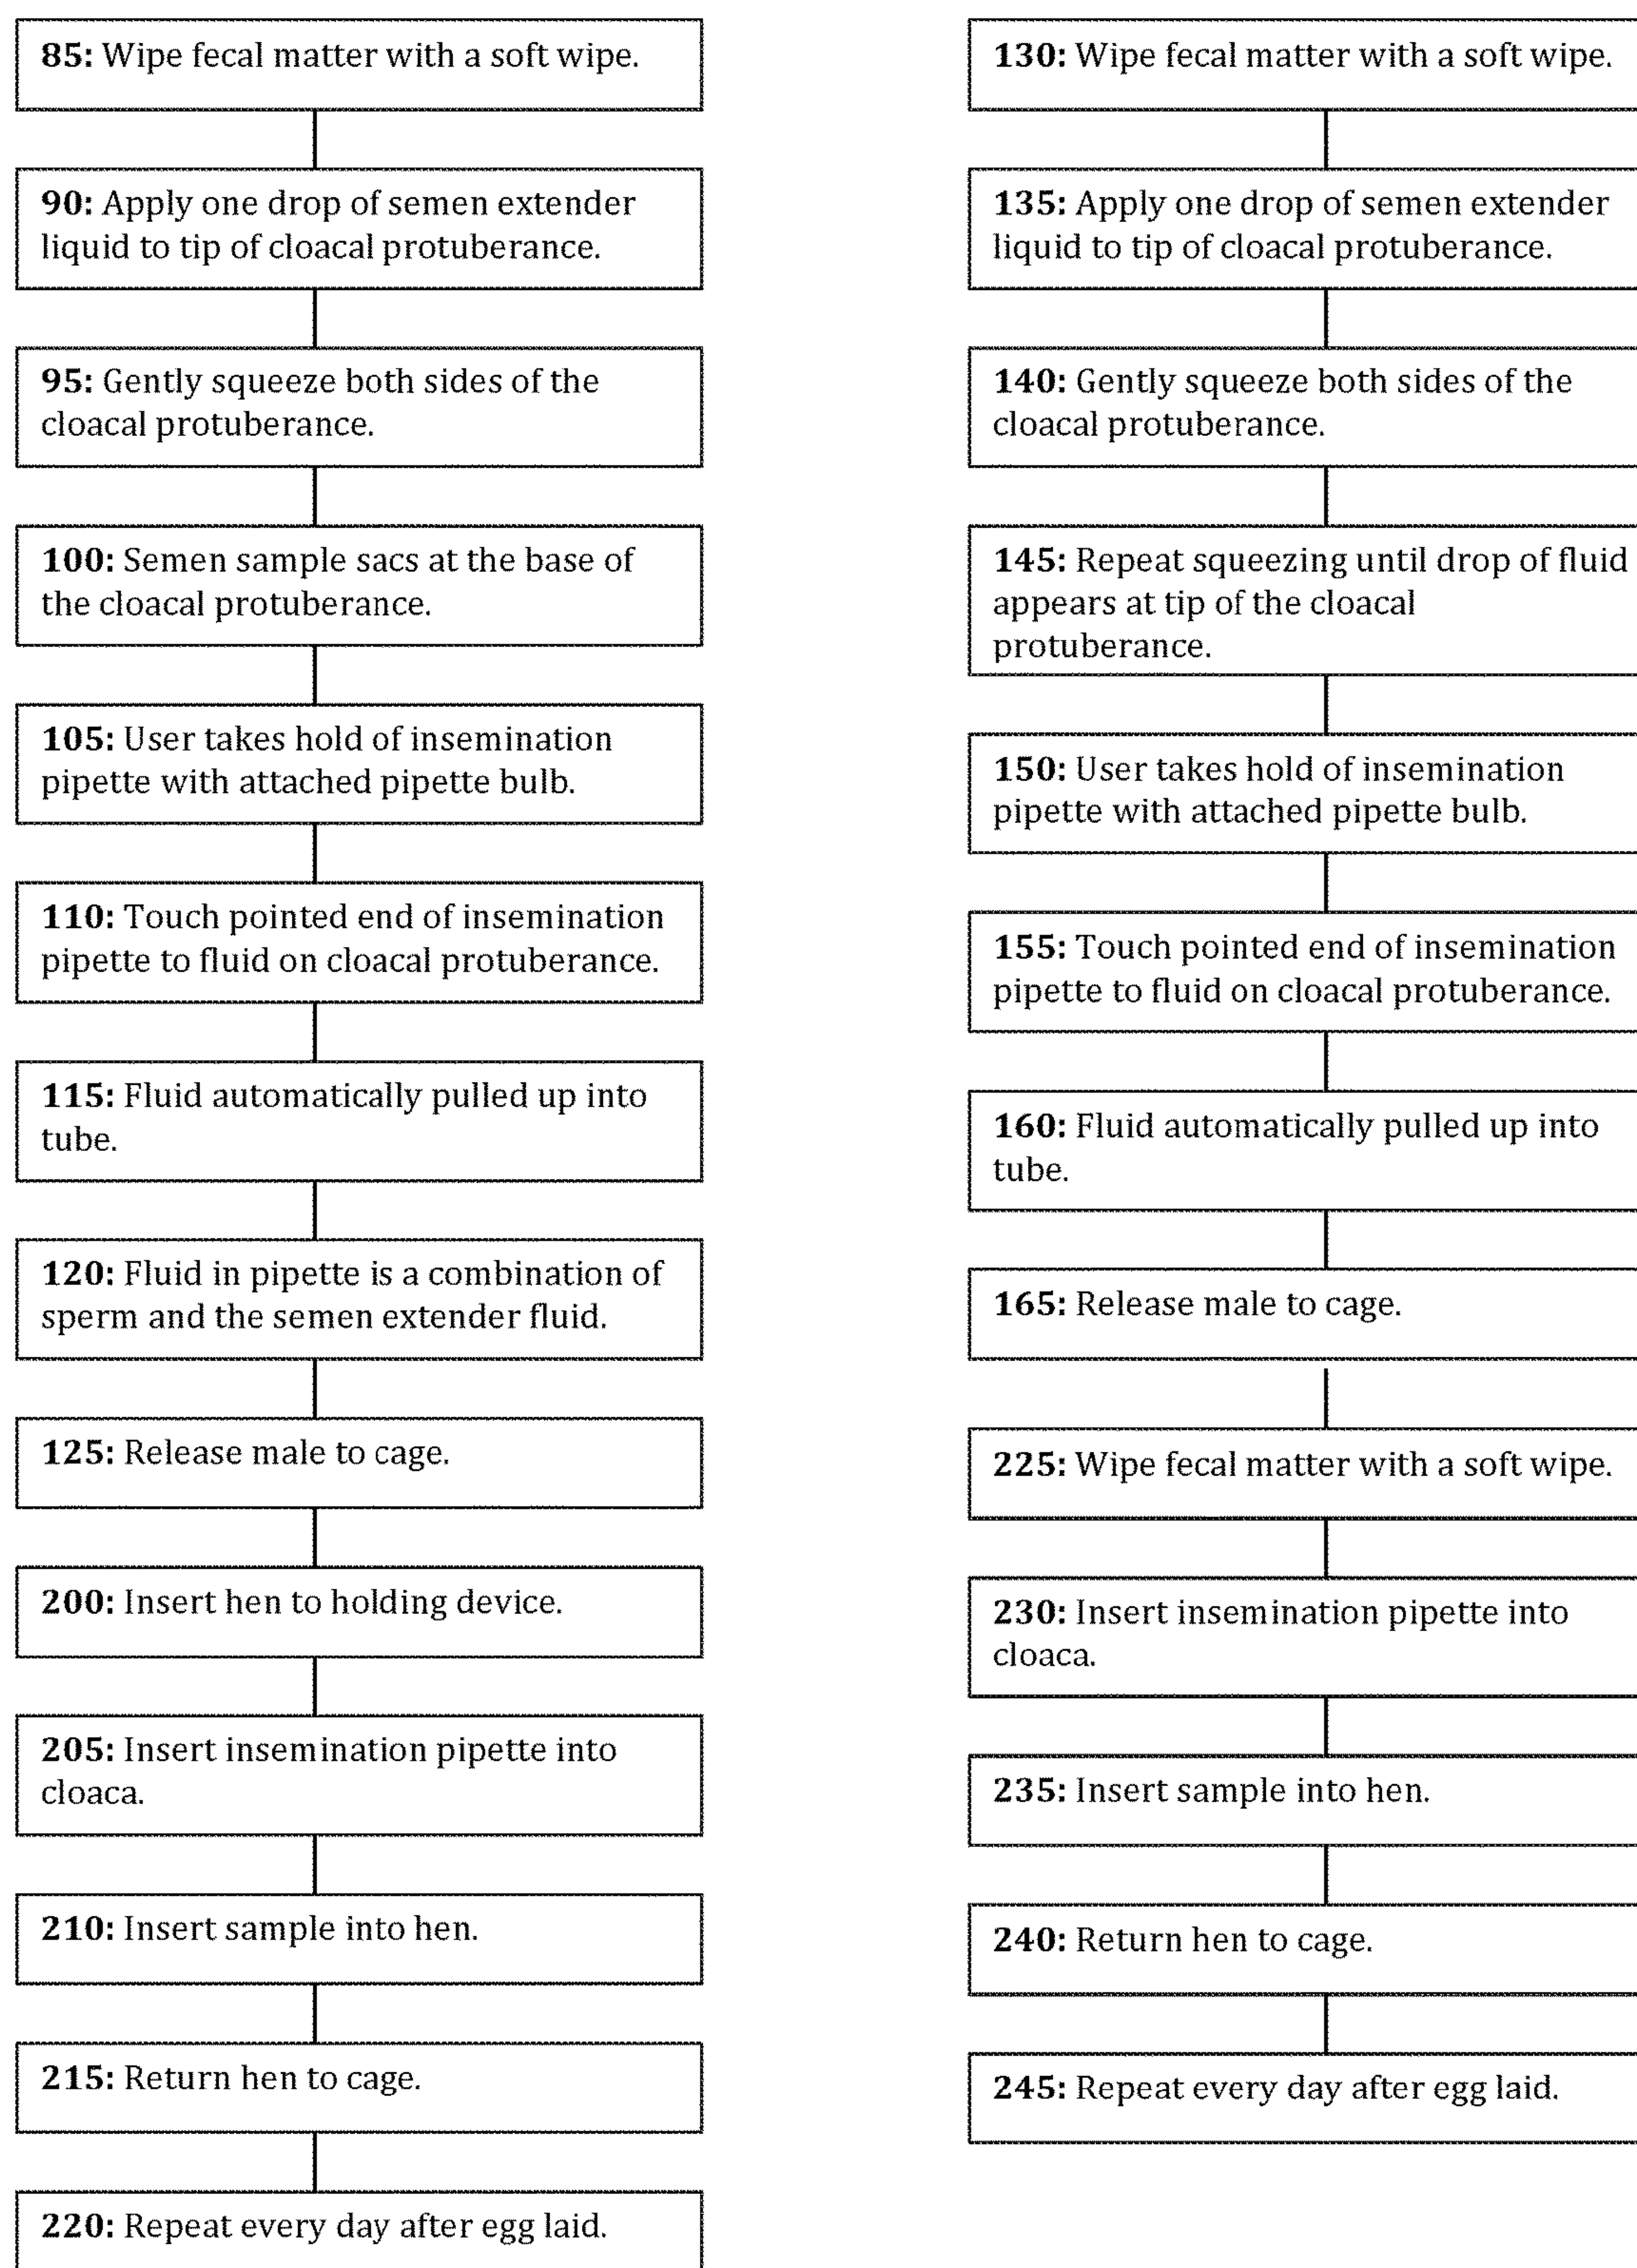 85: Wipe fecal matter with a soft wipe.
90: Apply one drop of semen extender
liquid to tip of cloacal protuberance.
95: Gently squeeze both sides of the
cloacal protuberance.
100: Semen sample sacs at the base of
the cloacal protuberance.
105: User takes hold of insemination
pipette with attached pipette bulb.
110: Touch pointed end of insemination
pipette to fluid on cloacal protuberance.
115: Fluid automatically pulled up into
tube.
120: Fluid in pipette is a combination of
sperm and the semen extender fluid.
125: Release male to cage.
200: Insert hen to holding device.
205: Insert insemination pipette into
cloaca.
210: Insert sample into hen.
215: Return hen to cage.
220: Repeat every day after egg laid.
130: Wipe fecal matter with a soft wipe.
135: Apply one drop of semen extender
liquid to tip of cloacal protuberance.
140: Gently squeeze both sides of the
cloacal protuberance.
145: Repeat squeezing until drop of fluid
appears at tip of the cloacal
protuberance.
150: User takes hold of insemination
pipette with attached pipette bulb.
155: Touch pointed end of insemination
pipette to fluid on cloacal protuberance.
160: Fluid automatically pulled up into
tube.
165: Release male to cage.
225: Wipe fecal matter with a soft wipe.
230: Insert insemination pipette into
cloaca.
235: Insert sample into hen.
240: Return hen to cage.
245: Repeat every day after egg laid.